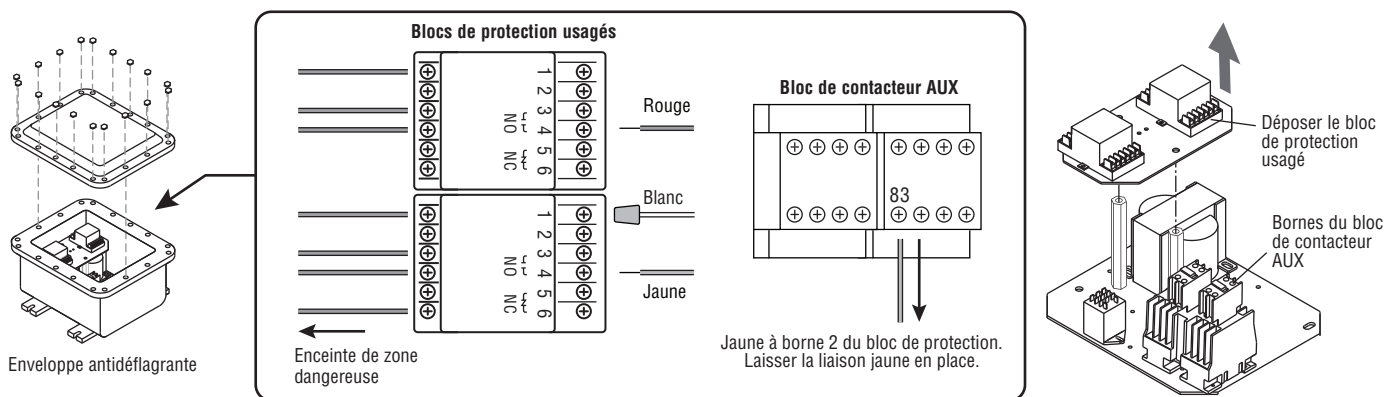 Blocs de protection usagés
1
2
3
4
5
6
NO
NC
Rouge
1
2
3
4
5
6
NO
NC
Blanc
Jaune
Enceinte de zone
dangereuse
Bloc de contacteur AUX
83
Jaune à borne 2 du bloc de protection.
Laisser la liaison jaune en place.
Enveloppe antidéflagrante
Déposer le bloc
de protection
usagé
Bornes du bloc
de contacteur
AUX